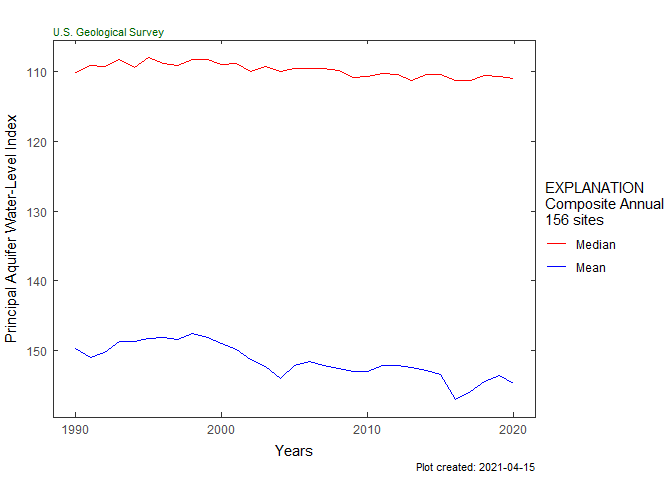 U.S. Geological Survey
Principal Aquifer Water-Level Index
110
120
130
140
150
1990
2000
2010
2020
Years
EXPLANATION
Composite Annual
156 sites
Median
Mean
Plot created: 2021-04-15